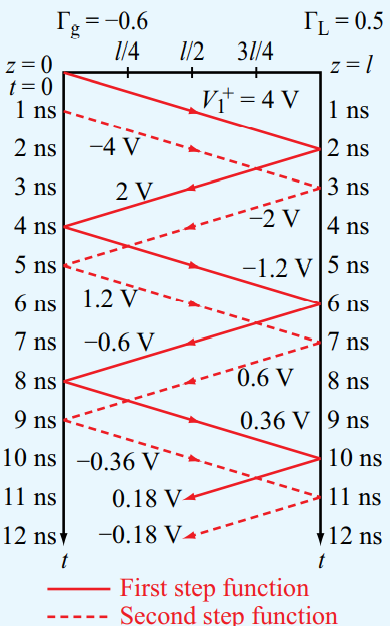 Γg = −0.6 ΓL = 0.5
l/4 l/2 3l/4
z = 0 z = l
t = 0
V1+ = 4 V
1 ns 1 ns
2 ns −4 V 2 ns
3 ns 2 V 3 ns
−2 V
4 ns 4 ns
5 ns −1.2 V 5 ns
6 ns 1.2 V 6 ns
7 ns −0.6 V 7 ns
8 ns 0.6 V 8 ns
9 ns 0.36 V 9 ns
10 ns −0.36 V 10 ns
11 ns 0.18 V 11 ns
12 ns −0.18 V 12 ns
t t
First step function
Second step function